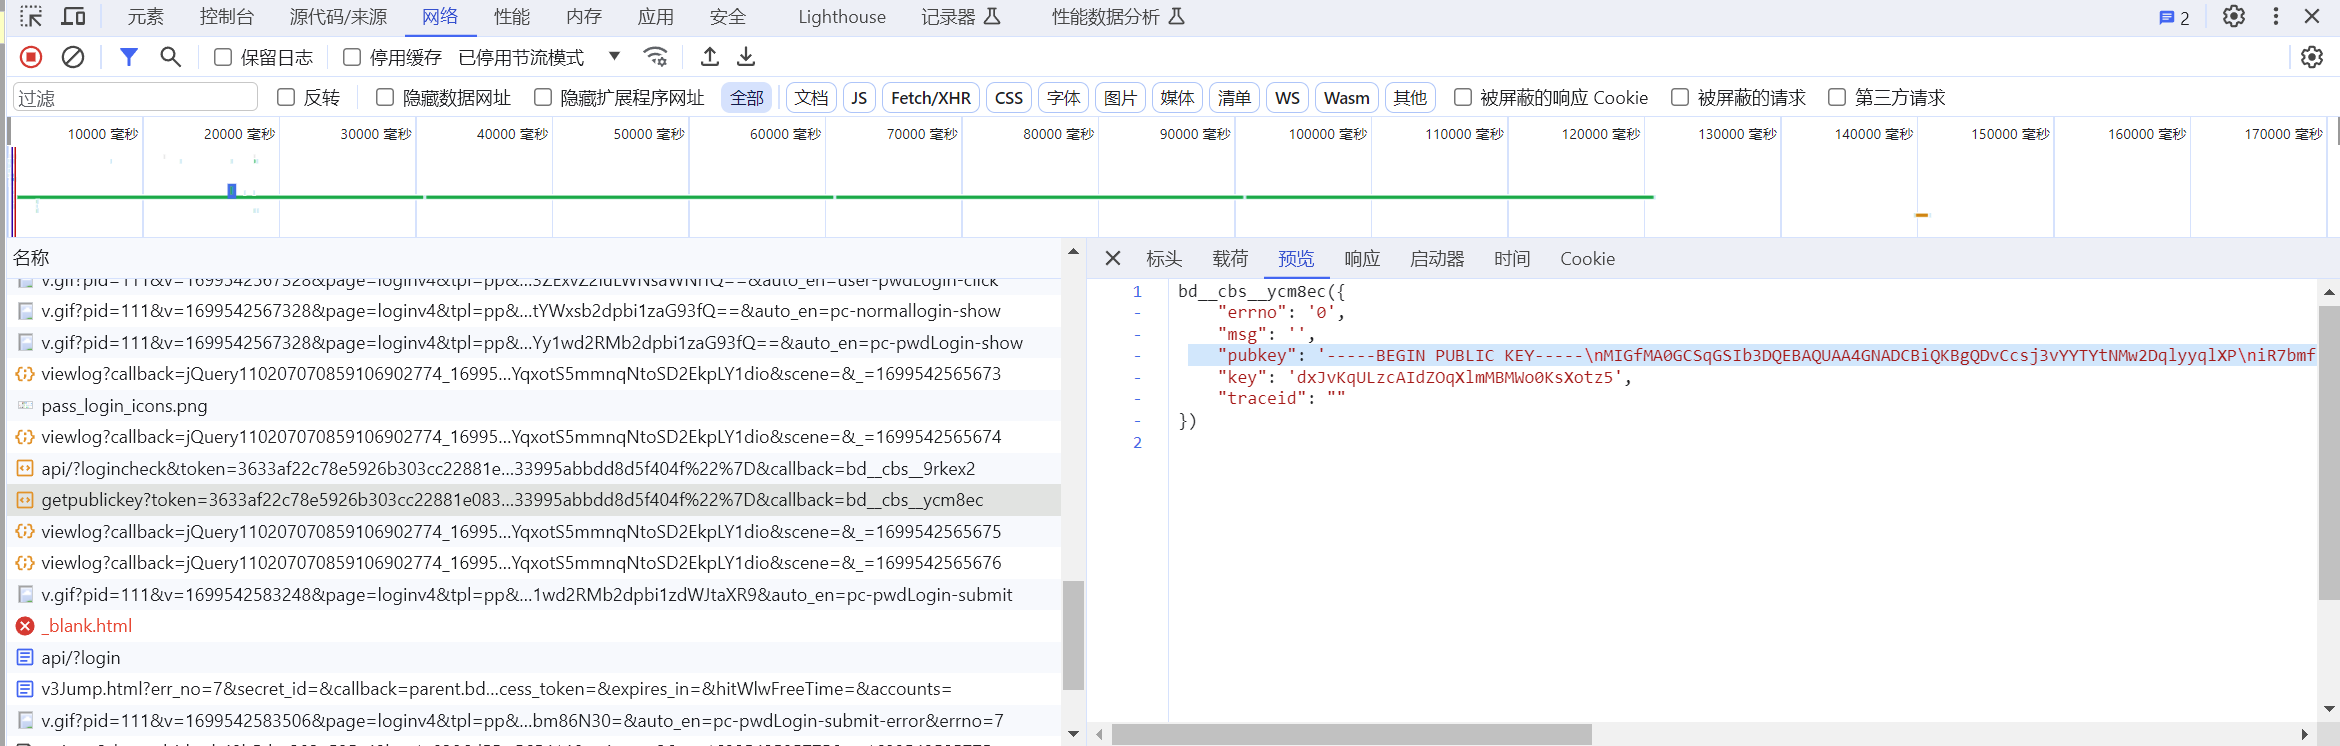 元素 控制台 源代码/来源 网络 性能 内存 应用 安全 Lighthouse 记录器 性能数据分析 2
保留日志 停用缓存 已停用节流模式
过滤 反转 隐藏数据网址 隐藏扩展程序网址 全部 文档 JS Fetch/XHR CSS 字体 图片 媒体 清单 WS Wasm 其他 被屏蔽的响应 Cookie 被屏蔽的请求 第三方请求
10000 毫秒 20000 毫秒 30000 毫秒 40000 毫秒 50000 毫秒 60000 毫秒 70000 毫秒 80000 毫秒 90000 毫秒 100000 毫秒 110000 毫秒 120000 毫秒 130000 毫秒 140000 毫秒 150000 毫秒 160000 毫秒 170000 毫秒
名称
v.gif?pid=111&v=1699542567328&page=loginv4&tpl=pp&...&auto_en=user-pwdLogin-click
v.gif?pid=111&v=1699542567328&page=loginv4&tpl=pp&...tYWxsb2dpbi1zaG93fQ==&auto_en=pc-normallogin-show
v.gif?pid=111&v=1699542567328&page=loginv4&tpl=pp&...Yy1wd2RMb2dpbi1zaG93fQ==&auto_en=pc-pwdLogin-show
viewlog?callback=jQuery110207070859106902774_16995...YqxotS5mmnqNtoSD2EkpLY1dio&scene=&_=1699542565673
pass_login_icons.png
viewlog?callback=jQuery110207070859106902774_16995...YqxotS5mmnqNtoSD2EkpLY1dio&scene=&_=1699542565674
api/?logincheck&token=3633af22c78e5926b303cc22881e...33995abbdd8d5f404f%22%7D&callback=bd__cbs__9rkex2
getpublickey?token=3633af22c78e5926b303cc22881e083...33995abbdd8d5f404f%22%7D&callback=bd__cbs__ycm8ec
viewlog?callback=jQuery110207070859106902774_16995...YqxotS5mmnqNtoSD2EkpLY1dio&scene=&_=1699542565675
viewlog?callback=jQuery110207070859106902774_16995...YqxotS5mmnqNtoSD2EkpLY1dio&scene=&_=1699542565676
v.gif?pid=111&v=1699542583248&page=loginv4&tpl=pp&...1wd2RMb2dpbi1zdWJtaXR9&auto_en=pc-pwdLogin-submit
_blank.html
api/?login
v3Jump.html?err_no=7&secret_id=&callback=parent.bd...cess_token=&expires_in=&hitWlwFreeTime=&accounts=
v.gif?pid=111&v=1699542583506&page=loginv4&tpl=pp&...bm86N30=&auto_en=pc-pwdLogin-submit-error&errno=7
标头 载荷 预览 响应 启动器 时间 Cookie
1 bd__cbs__ycm8ec({
- "errno": '0',
- "msg": '',
- "pubkey": '-----BEGIN PUBLIC KEY-----\nMIGfMA0GCSqGSIb3DQEBAQUAA4GNADCBiQKBgQDvCcsj3vYYTYtNMw2DqlyyqlXP\niR7bmf
- "key": 'dxJvKqULzcAIdZOqXlmMBMWo0KsXotz5',
- "traceid": ""
- })
2